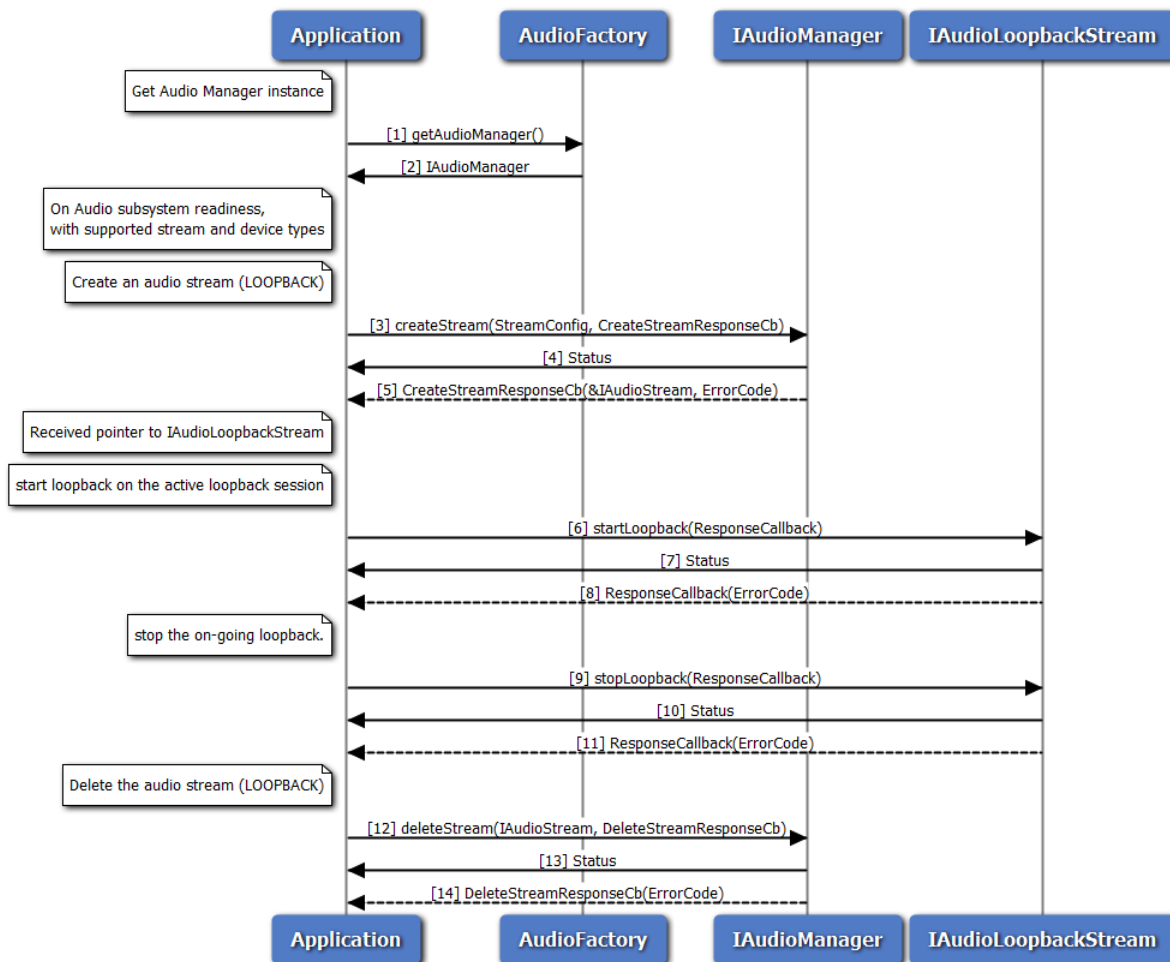 Application
AudioFactory
IAudioManager
IAudioLoopbackStream
Get Audio Manager instance
[1] getAudioManager()
[2] IAudioManager
On Audio subsystem readiness,
with supported stream and device types
Create an audio stream (LOOPBACK)
[3] createStream(StreamConfig, CreateStreamResponseCb)
[4] Status
[5] CreateStreamResponseCb(&IAudioStream, ErrorCode)
Received pointer to IAudioLoopbackStream
start loopback on the active loopback session
[6] startLoopback(ResponseCallback)
[7] Status
[8] ResponseCallback(ErrorCode)
stop the on-going loopback.
[9] stopLoopback(ResponseCallback)
[10] Status
[11] ResponseCallback(ErrorCode)
Delete the audio stream (LOOPBACK)
[12] deleteStream(IAudioStream, DeleteStreamResponseCb)
[13] Status
[14] DeleteStreamResponseCb(ErrorCode)
Application
AudioFactory
IAudioManager
IAudioLoopbackStream